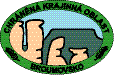 CHRÁNĚNÁ KRAJINNÁ OBLAST
BROUMOVSKO